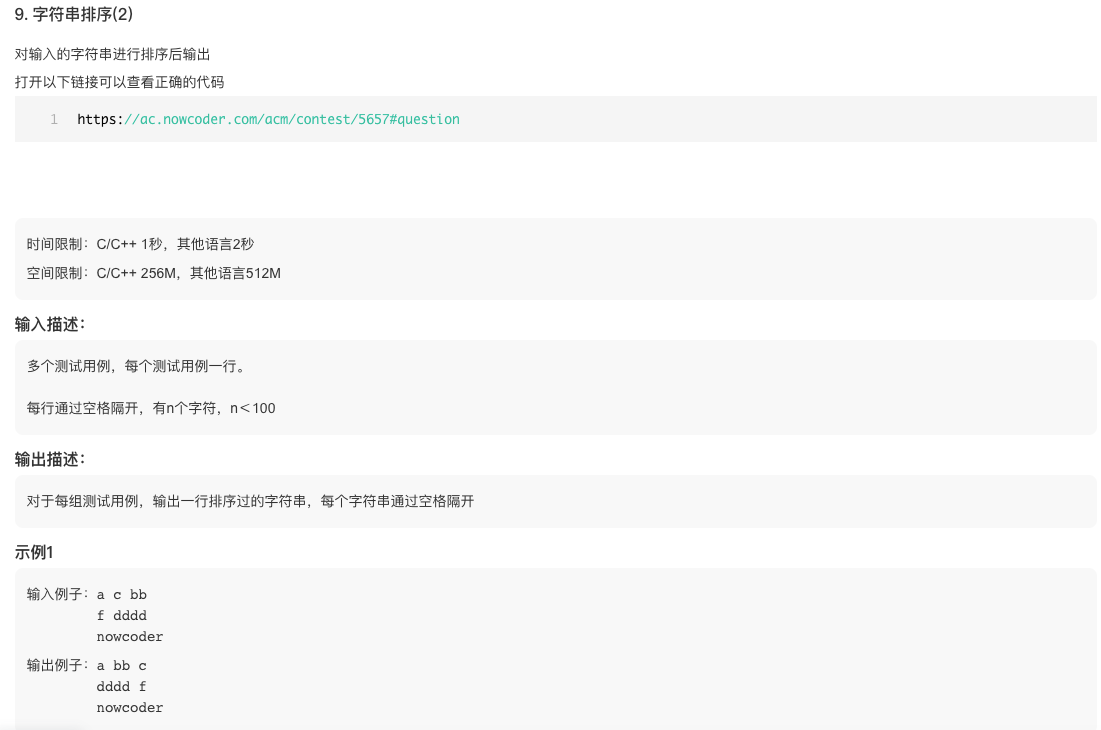 9. 字符串排序(2)
对输入的字符串进行排序后输出
打开以下链接可以查看正确的代码
1 https://ac.nowcoder.com/acm/contest/5657#question
时间限制：C/C++ 1秒，其他语言2秒
空间限制：C/C++ 256M，其他语言512M
输入描述：
多个测试用例，每个测试用例一行。
每行通过空格隔开，有n个字符，n＜100
输出描述：
对于每组测试用例，输出一行排序过的字符串，每个字符串通过空格隔开
示例1
输入例子：a c bb
f dddd
nowcoder
输出例子：a bb c
dddd f
nowcoder